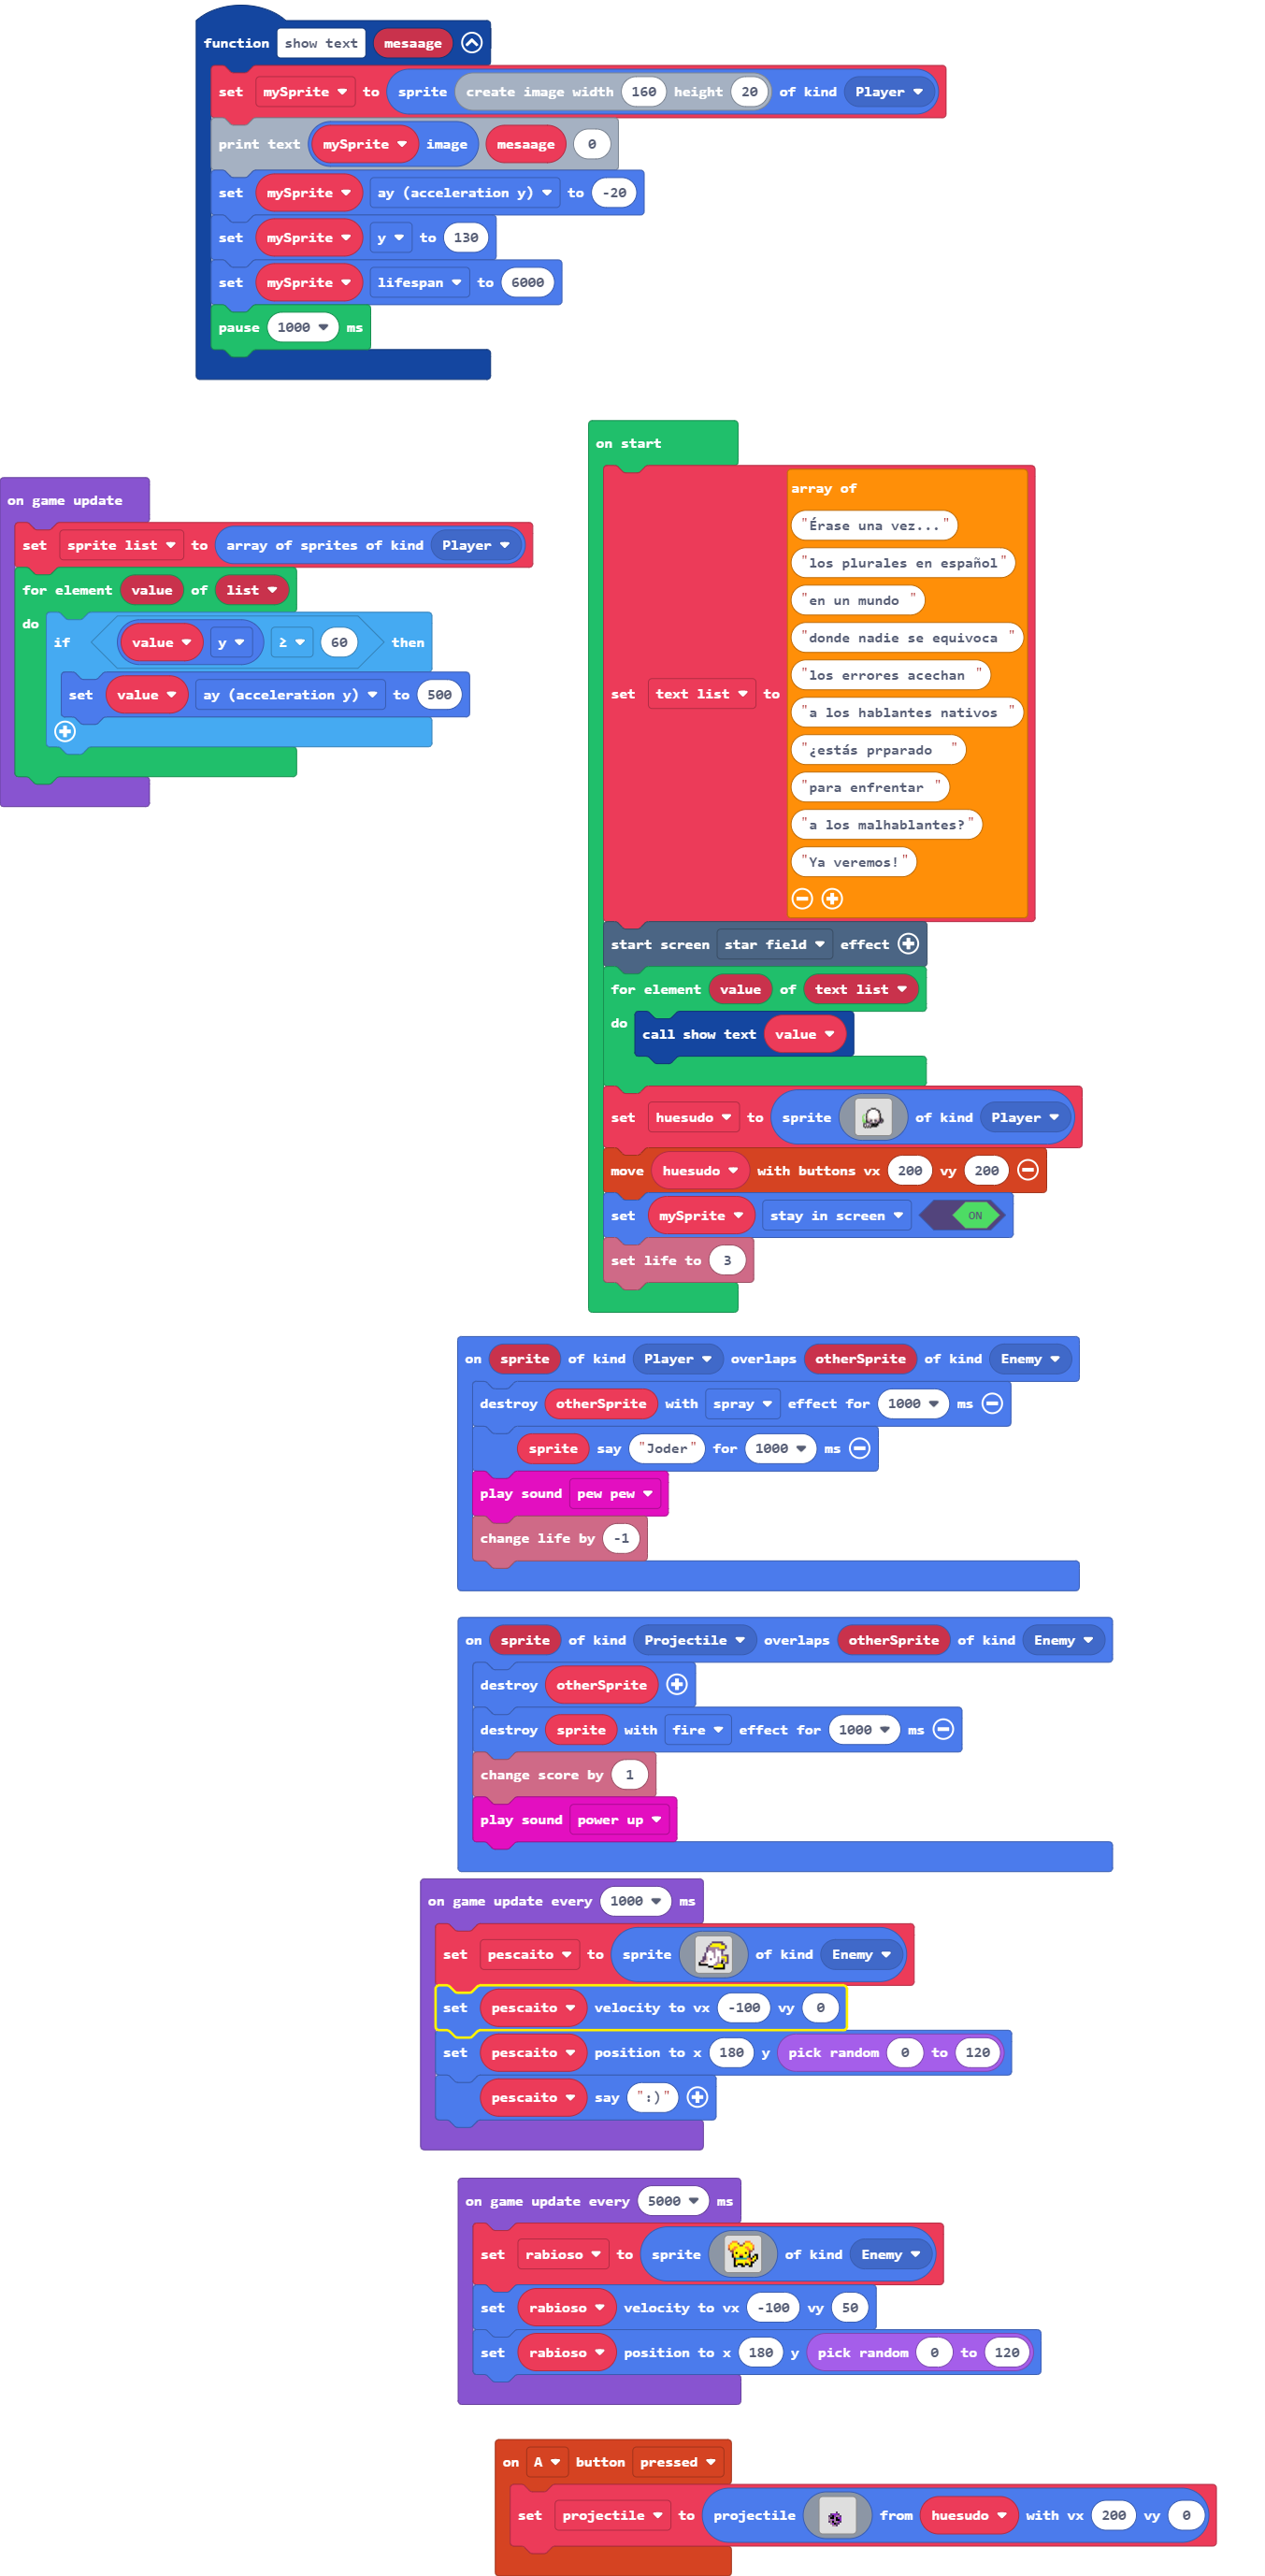 function show text mesaage
set mySprite to sprite create image width 160 height 20 of kind Player
print text mySprite image mesaage 0
set mySprite ay (acceleration y) to -20
set mySprite y to 130
set mySprite lifespan to 6000
pause 1000 ms
on game update
set sprite list to array of sprites of kind Player
for element value of list
do
if value y ≥ 60 then
set value ay (acceleration y) to 500
on start
set text list to
array of
"Érase una vez..."
"los plurales en español"
"en un mundo "
"donde nadie se equivoca "
"los errores acechan "
"a los hablantes nativos "
"¿estás prparado  "
"para enfrentar "
"a los malhablantes?"
"Ya veremos!"
start screen star field effect
for element value of text list
do
call show text value
set huesudo to sprite of kind Player
move huesudo with buttons vx 200 vy 200
set mySprite stay in screen ON
set life to 3
on sprite of kind Player overlaps otherSprite of kind Enemy
destroy otherSprite with spray effect for 1000 ms
sprite say "Joder" for 1000 ms
play sound pew pew
change life by -1
on sprite of kind Projectile overlaps otherSprite of kind Enemy
destroy otherSprite
destroy sprite with fire effect for 1000 ms
change score by 1
play sound power up
on game update every 1000 ms
set pescaito to sprite of kind Enemy
set pescaito velocity to vx -100 vy 0
set pescaito position to x 180 y pick random 0 to 120
pescaito say ":)"
on game update every 5000 ms
set rabioso to sprite of kind Enemy
set rabioso velocity to vx -100 vy 50
set rabioso position to x 180 y pick random 0 to 120
on A button pressed
set projectile to projectile from huesudo with vx 200 vy 0